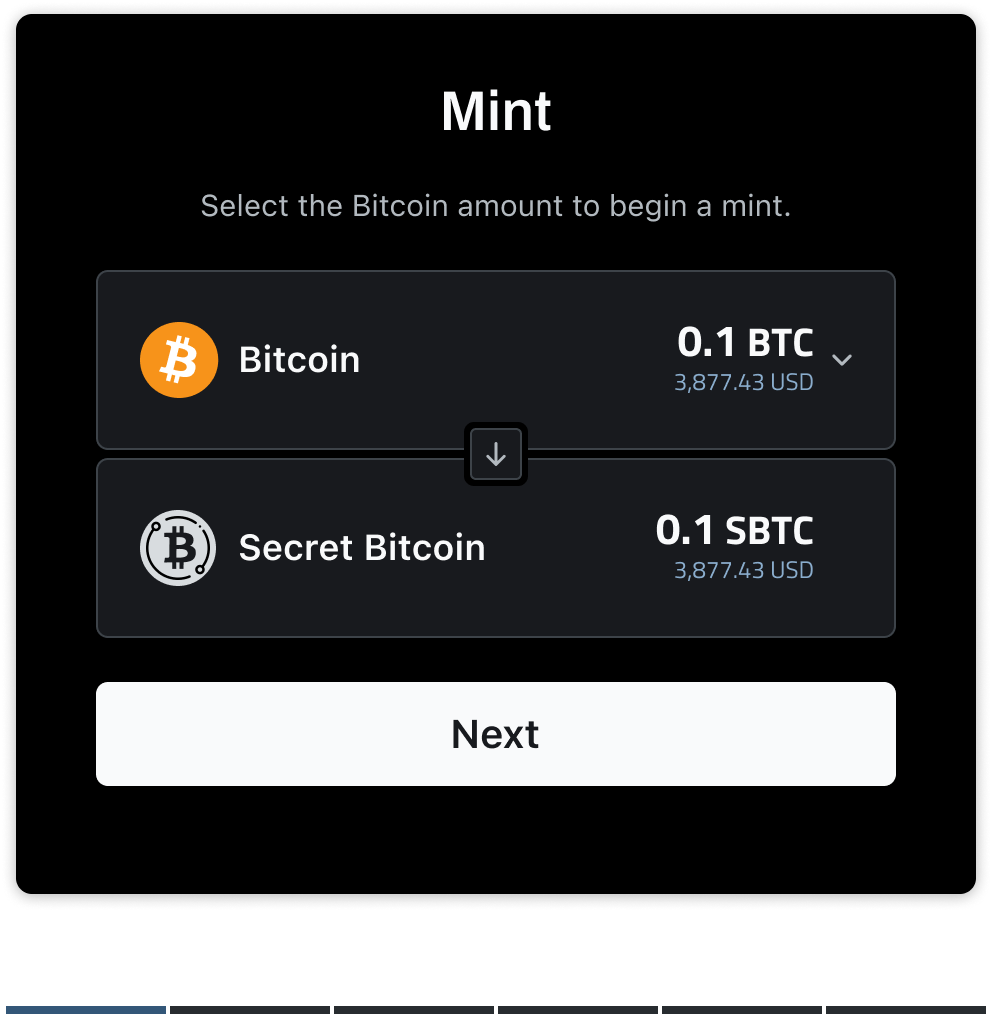 Mint
Select the Bitcoin amount to begin a mint.
Bitcoin
0.1 BTC
3,877.43 USD
Secret Bitcoin
0.1 SBTC
3,877.43 USD
Next